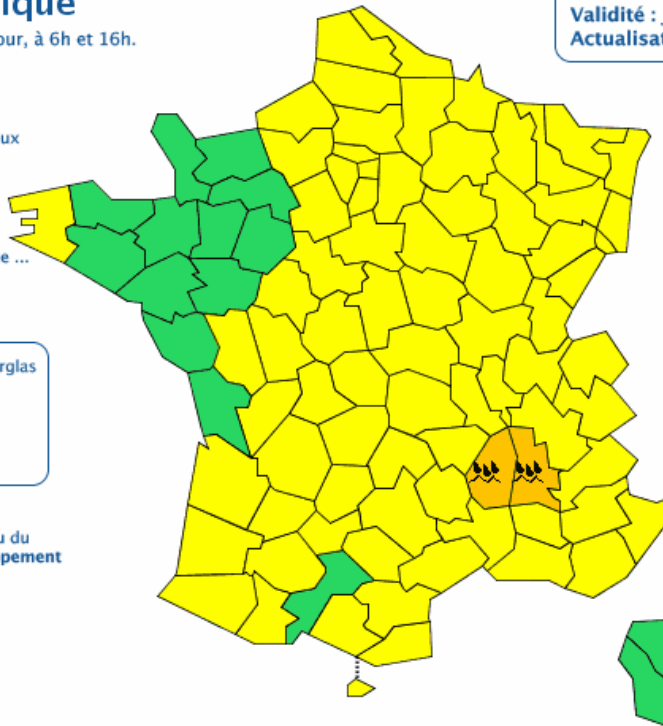 ique
our, à 6h et 16h.
Validité :
Actualisat
ux
e ...
rglas
u du
pement